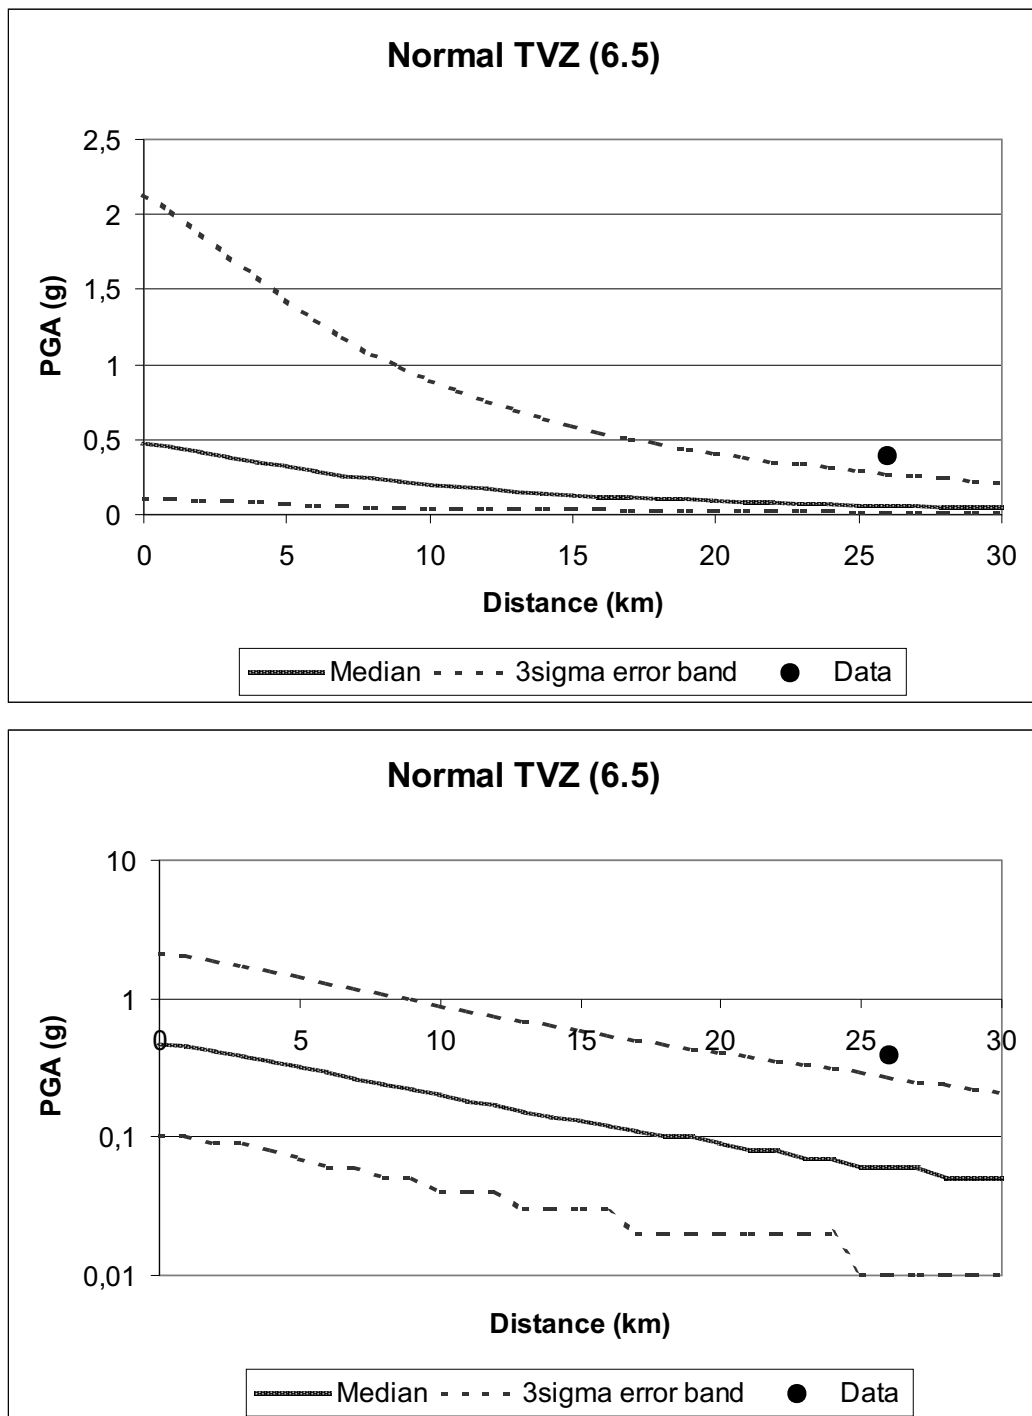 Normal TVZ (6.5)
2,5
2
1,5
1
0,5
0
PGA (g)
0 5 10 15 20 25 30
Distance (km)
Median 3sigma error band Data
Normal TVZ (6.5)
10
1
0,1
0,01
PGA (g)
0 5 10 15 20 25 30
Distance (km)
Median 3sigma error band Data